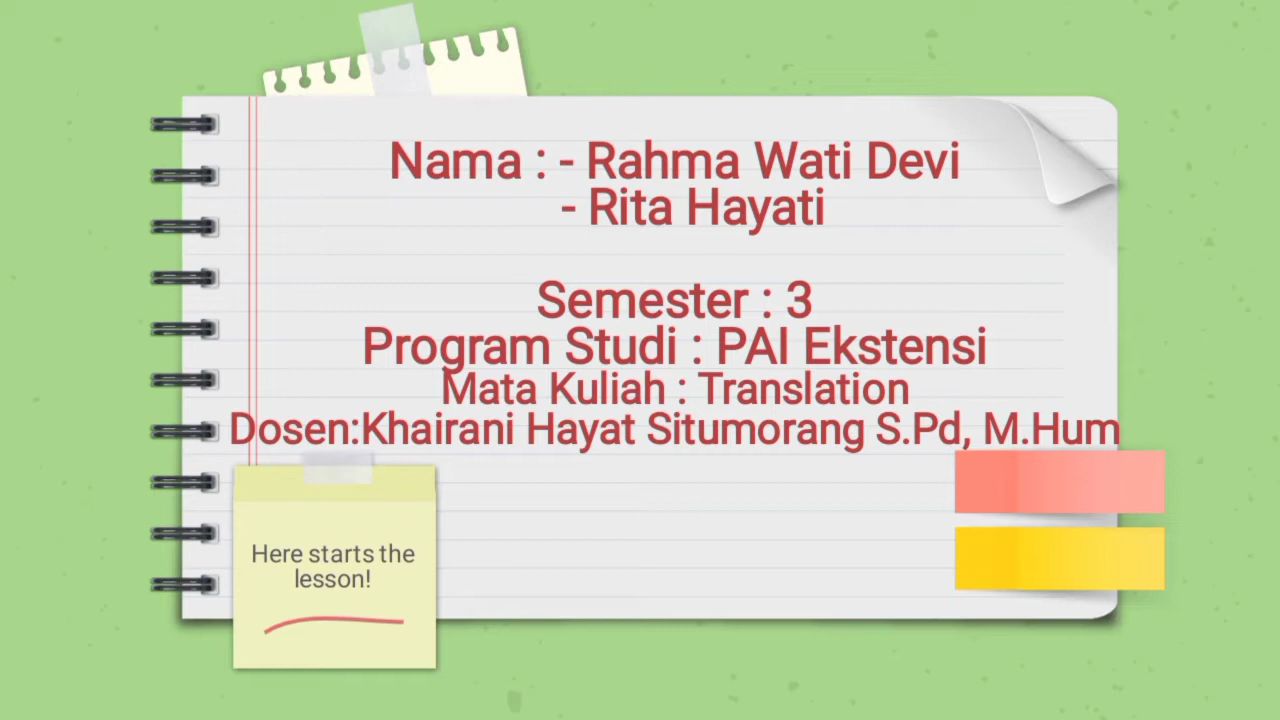 Nama : - Rahma Wati Devi
- Rita Hayati
Semester : 3
Program Studi : PAI Ekstensi
Mata Kuliah : Translation
Dosen:Khairani Hayat Situmorang S.Pd, M.Hum
Here starts the
lesson!